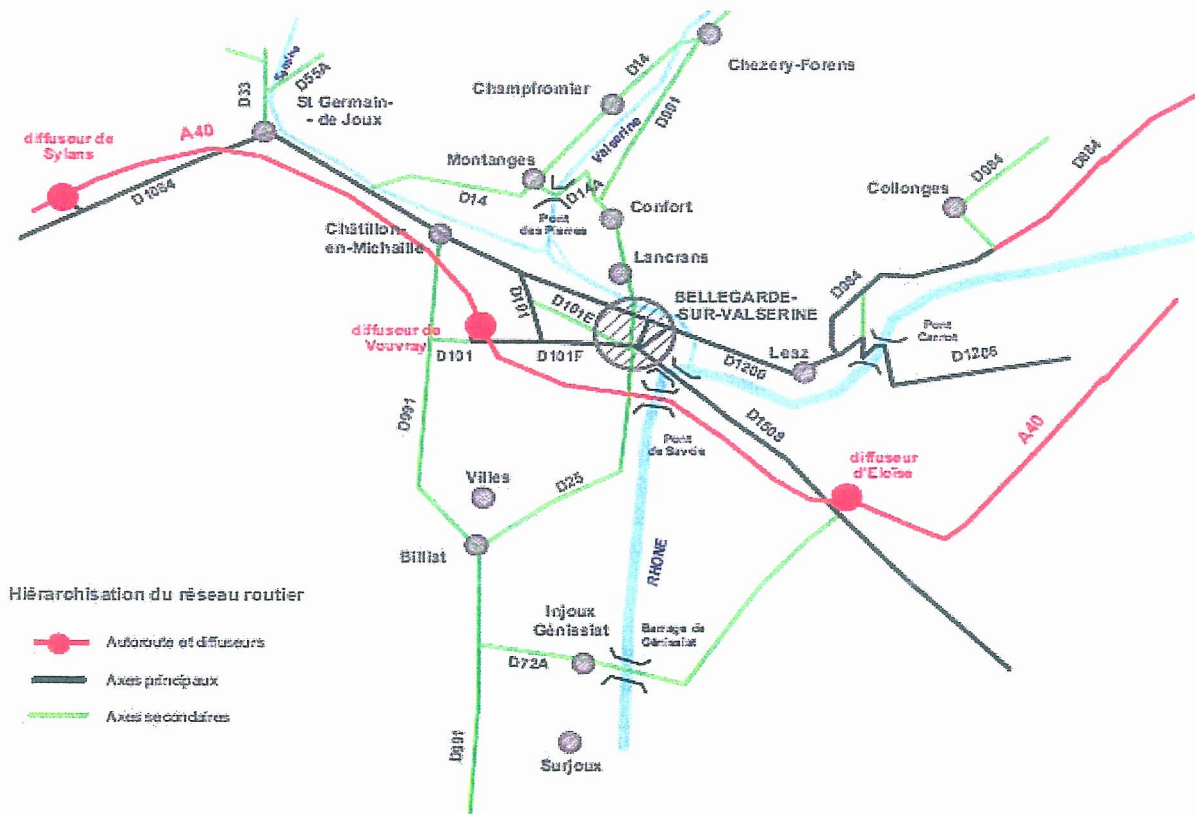 Chezery-Forens
D14
Champfromier
D991
Semine
D55A
D33
St Germain-
de Joux
Valserine
diffuseur de
Sylans
A40
Montanges
D984
D884
Collonges
D1084
D14
D14A
Confort
Pont
des Pierres
Châtillon-
en-Michaille
Lancrans
D984
D101
D101E
BELLEGARDE-
-SUR-VALSERINE
diffuseur de
Vouvray
Pont
Carnot
Leaz
D1206
D101
D101F
D1206
D991
D1508
Pont
de Savoie
A40
diffuseur
d'Eloïse
Villes
D25
Billiat
RHONE
Hiérarchisation du réseau routier
Injoux
Génissiat
Barrage de
Génissiat
Autoroute et diffuseurs
D72A
Axes principaux
Axes secondaires
D991
Surjoux